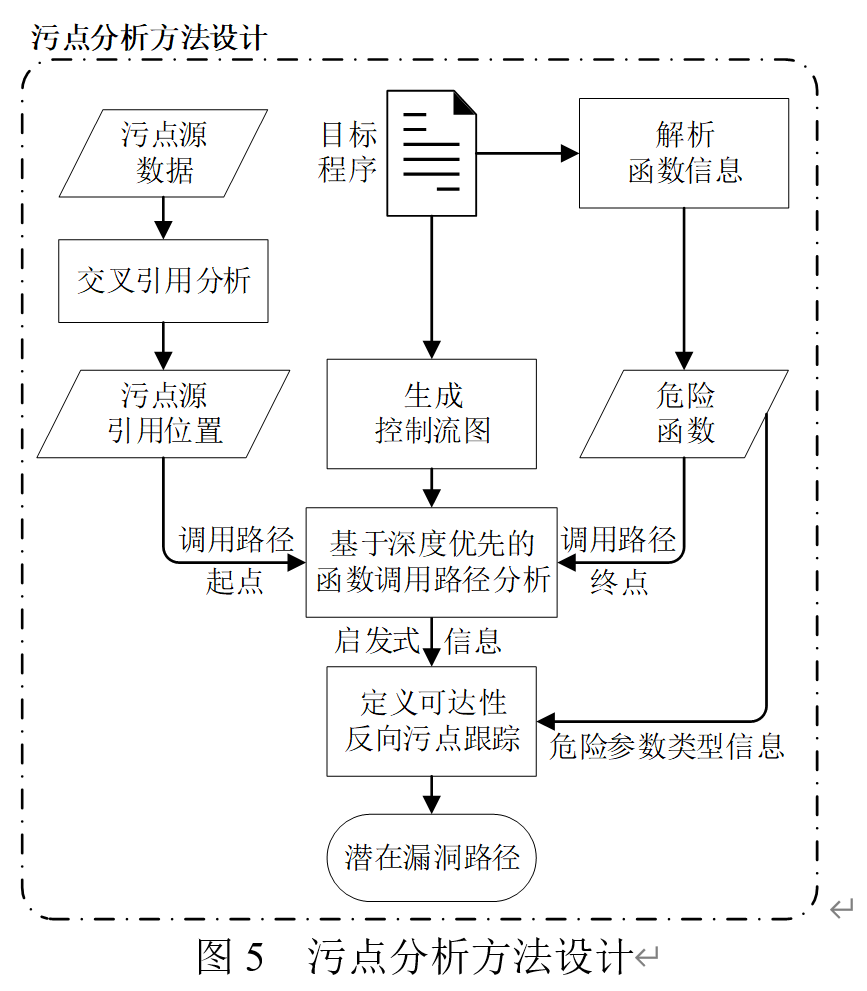 污点分析方法设计
污点源
数据
目标
程序
解析
函数信息
交叉引用分析
污点源
引用位置
生成
控制流图
危险
函数
调用路径
起点
基于深度优先的
函数调用路径分析
调用路径
终点
启发式 信息
定义可达性
反向污点跟踪
危险参数类型信息
潜在漏洞路径
图 5 污点分析方法设计